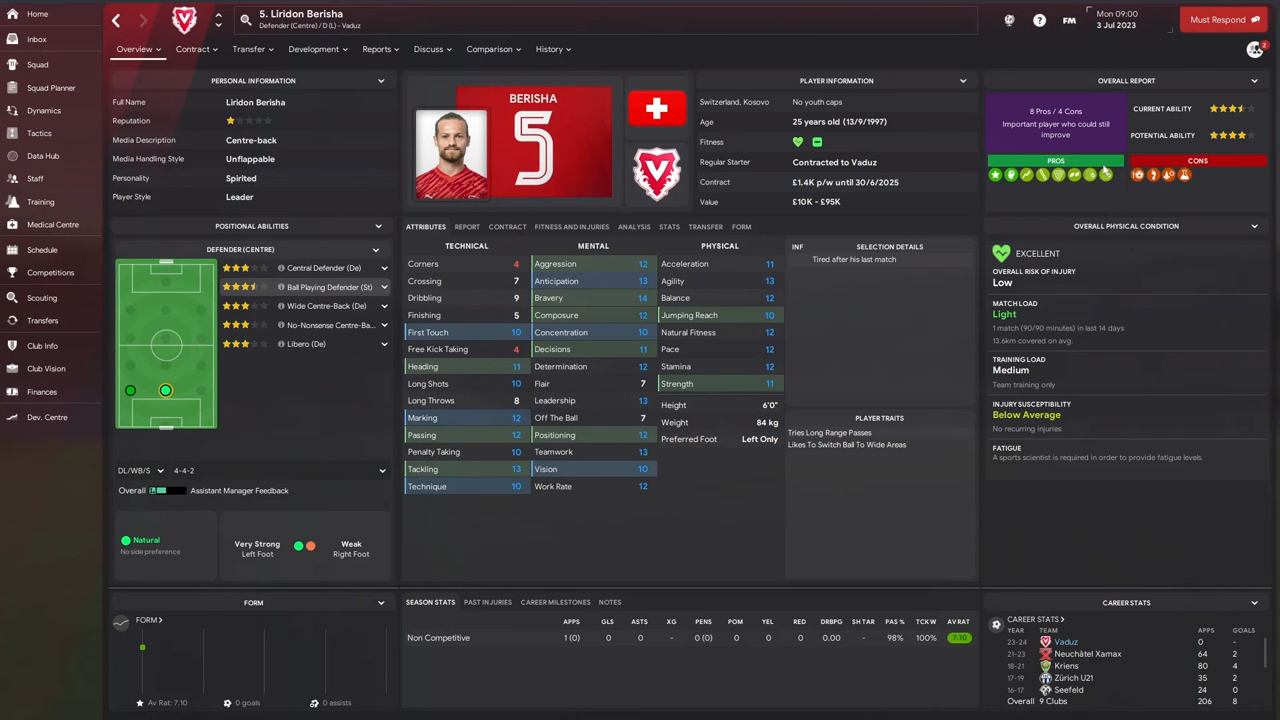 Home
Inbox
Squad
Squad Planner
Dynamics
Tactics
Data Hub
Staff
Training
Medical Centre
Schedule
Competitions
Scouting
Transfers
Club Info
Club Vision
Finances
Dev. Centre
5. Liridon Berisha
Defender (Centre) / D (L) - Vaduz
FM
Mon 09:00
3 Jul 2023
Must Respond
2
Overview
Contract
Transfer
Development
Reports
Discuss
Comparison
History
PERSONAL INFORMATION
Full Name Liridon Berisha
Reputation
Media Description Centre-back
Media Handling Style Unflappable
Personality Spirited
Player Style Leader
BERISHA
5
PLAYER INFORMATION
Switzerland, Kosovo No youth caps
Age 25 years old (13/9/1997)
Fitness
Regular Starter Contracted to Vaduz
Contract £1.4K p/w until 30/6/2025
Value £10K - £95K
OVERALL REPORT
8 Pros / 4 Cons
Important player who could still
improve
CURRENT ABILITY
POTENTIAL ABILITY
PROS
CONS
POSITIONAL ABILITIES
DEFENDER (CENTRE)
Central Defender (De)
Ball Playing Defender (St)
Wide Centre-Back (De)
No-Nonsense Centre-Ba...
Libero (De)
DL/WB/S 4-4-2
Overall Assistant Manager Feedback
Natural
No side preference
Very Strong
Left Foot
Weak
Right Foot
ATTRIBUTES REPORT CONTRACT FITNESS AND INJURIES ANALYSIS STATS TRANSFER FORM
TECHNICAL
Corners 4
Crossing 7
Dribbling 9
Finishing 5
First Touch 10
Free Kick Taking 4
Heading 11
Long Shots 10
Long Throws 8
Marking 12
Passing 12
Penalty Taking 10
Tackling 13
Technique 10
MENTAL
Aggression 12
Anticipation 13
Bravery 14
Composure 12
Concentration 10
Decisions 11
Determination 12
Flair 7
Leadership 13
Off The Ball 7
Positioning 12
Teamwork 13
Vision 10
Work Rate 12
PHYSICAL
Acceleration 11
Agility 13
Balance 12
Jumping Reach 10
Natural Fitness 12
Pace 12
Stamina 12
Strength 11
Height 6'0"
Weight 84 kg
Preferred Foot Left Only
INF SELECTION DETAILS
Tired after his last match
PLAYER TRAITS
Tries Long Range Passes
Likes To Switch Ball To Wide Areas
OVERALL PHYSICAL CONDITION
EXCELLENT
OVERALL RISK OF INJURY
Low
MATCH LOAD
Light
1 match (90/90 minutes) in last 14 days
13.6km covered on avg.
TRAINING LOAD
Medium
Team training only
INJURY SUSCEPTIBILITY
Below Average
No recurring injuries
FATIGUE
A sports scientist is required in order to provide fatigue levels.
FORM
FORM
Av Rat: 7.10 0 goals 0 assists
SEASON STATS PAST INJURIES CAREER MILESTONES NOTES
APPS GLS ASTS XG PENS POM YEL RED DRBPG SH TAR PAS % TCK W AV RAT
Non Competitive 1 (0) 0 0 - 0 (0) 0 0 0 0.00 - 98% 100% 7.10
CAREER STATS
CAREER STATS
YEAR TEAM APPS GOALS
23-24 Vaduz 0 -
21-23 Neuchâtel Xamax 64 2
18-21 Kriens 80 4
17-19 Zürich U21 35 2
16-17 Seefeld 24 0
Overall 9 Clubs 206 8